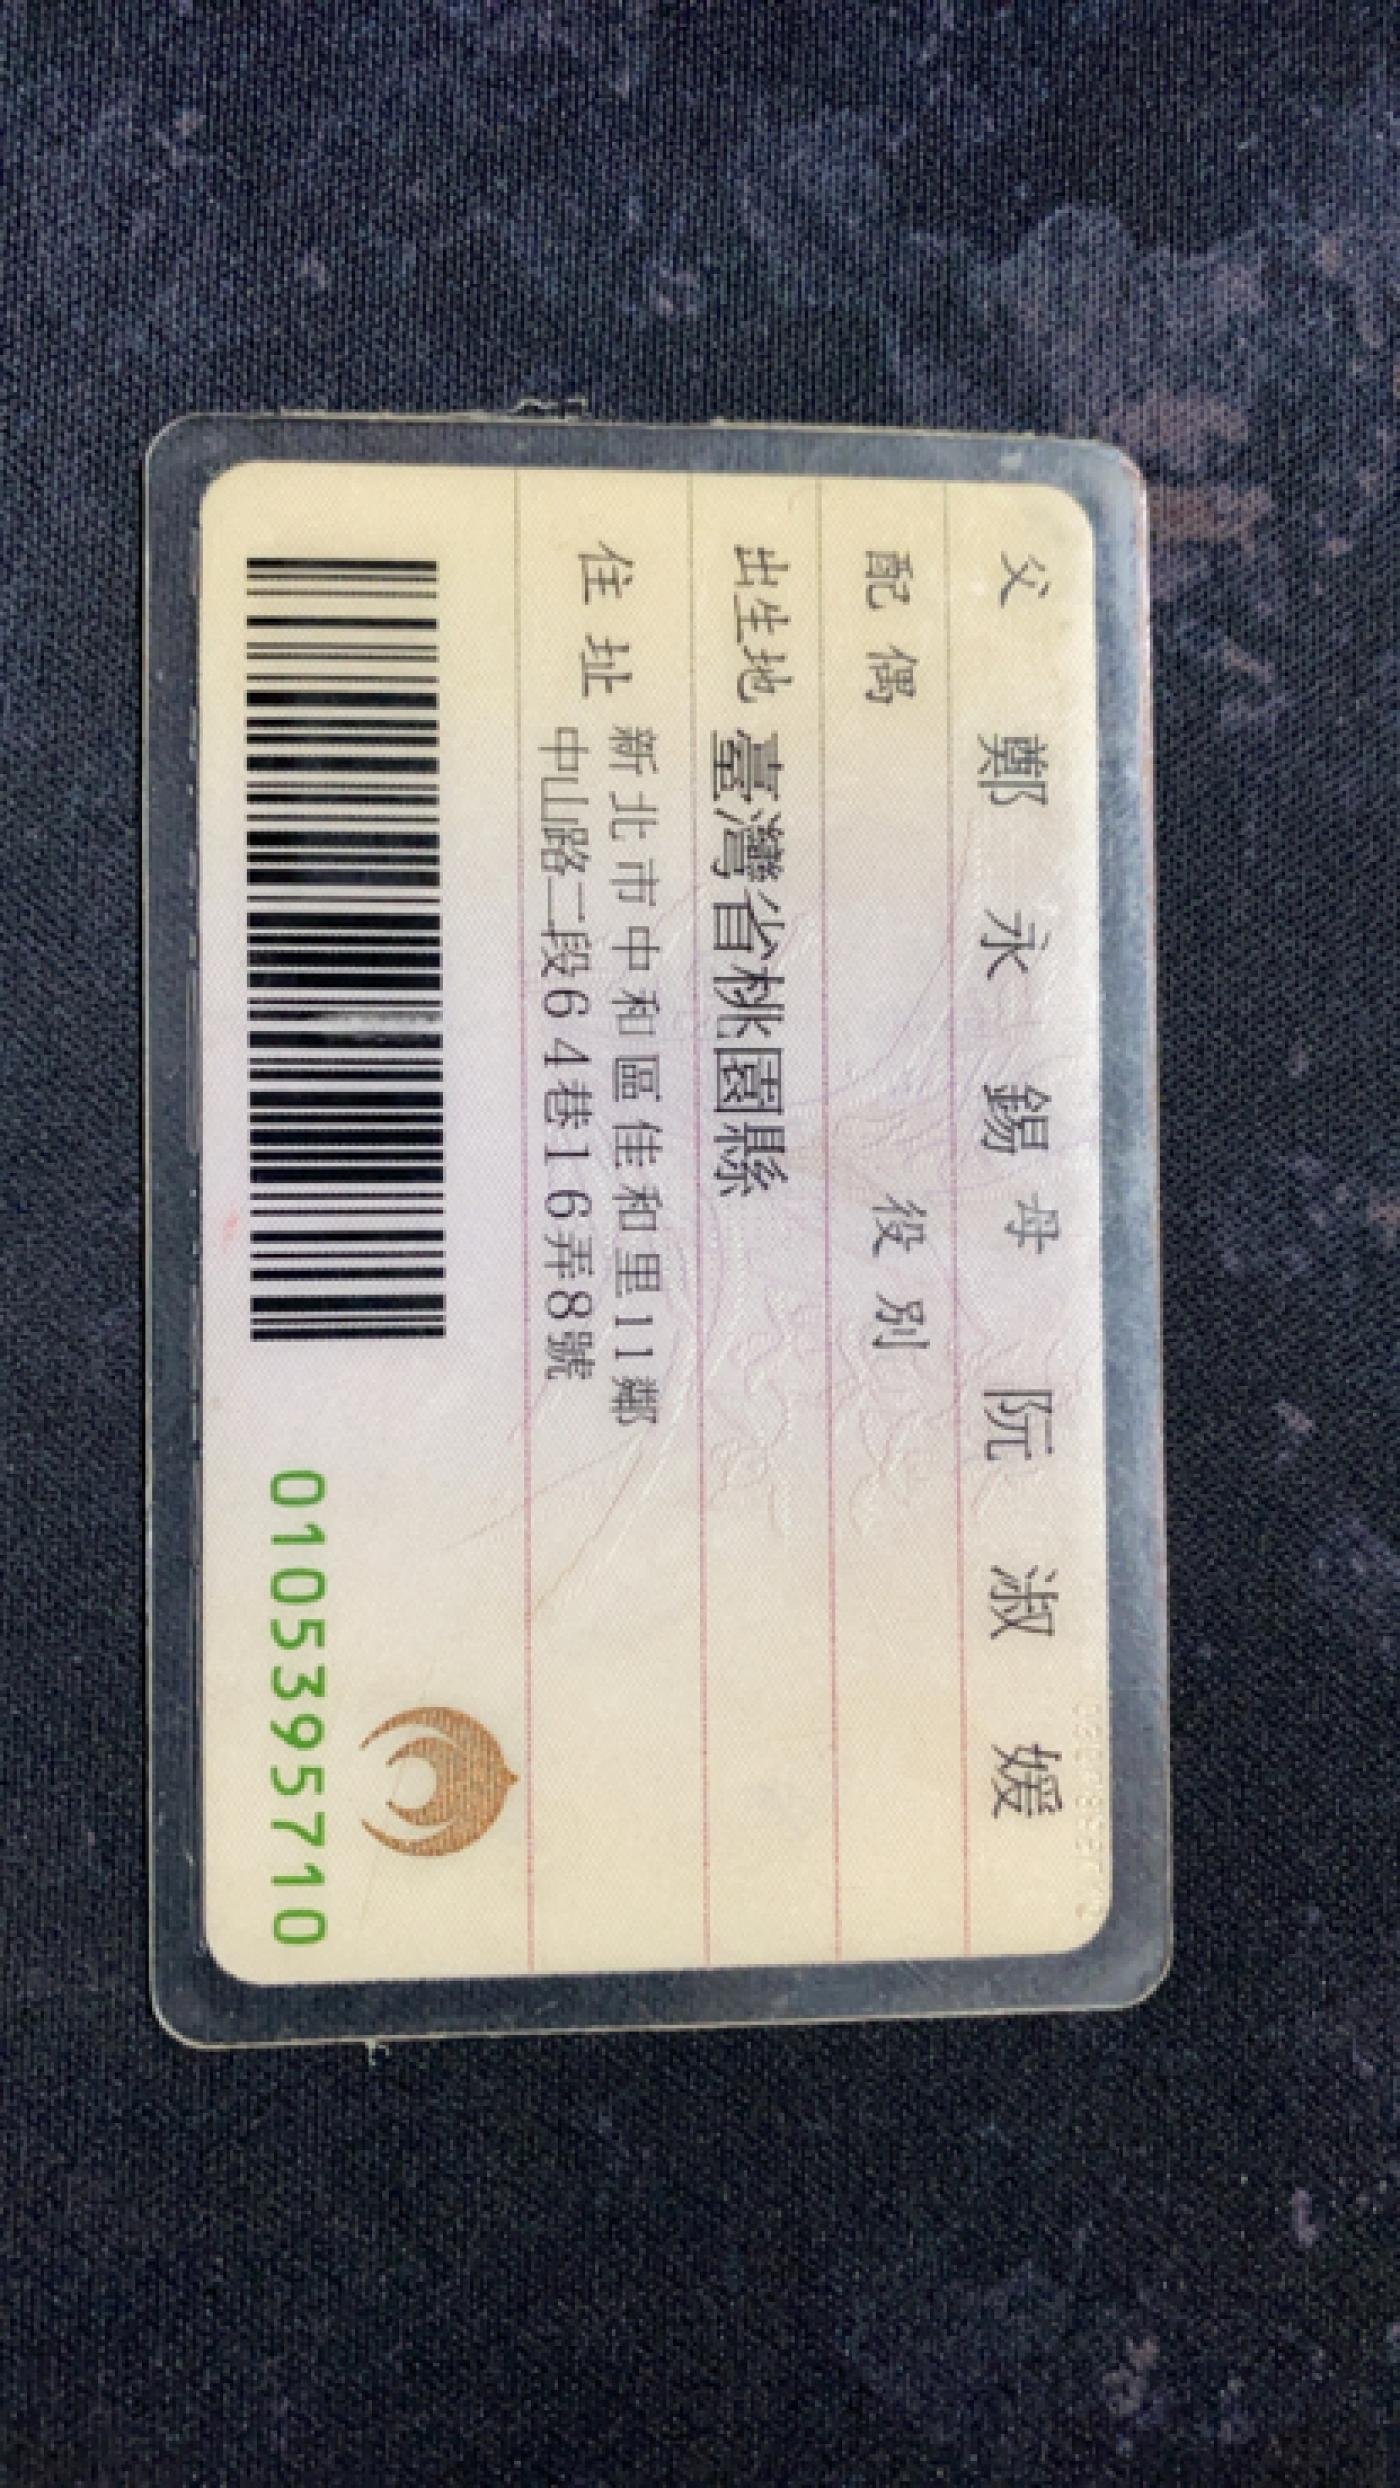 父 鄭永錫 母 阮淑媛
配偶 役別
出生地 臺灣省桃園縣
住址 新北市中和區佳和里11鄰
中山路二段64巷16弄8號
0105395710